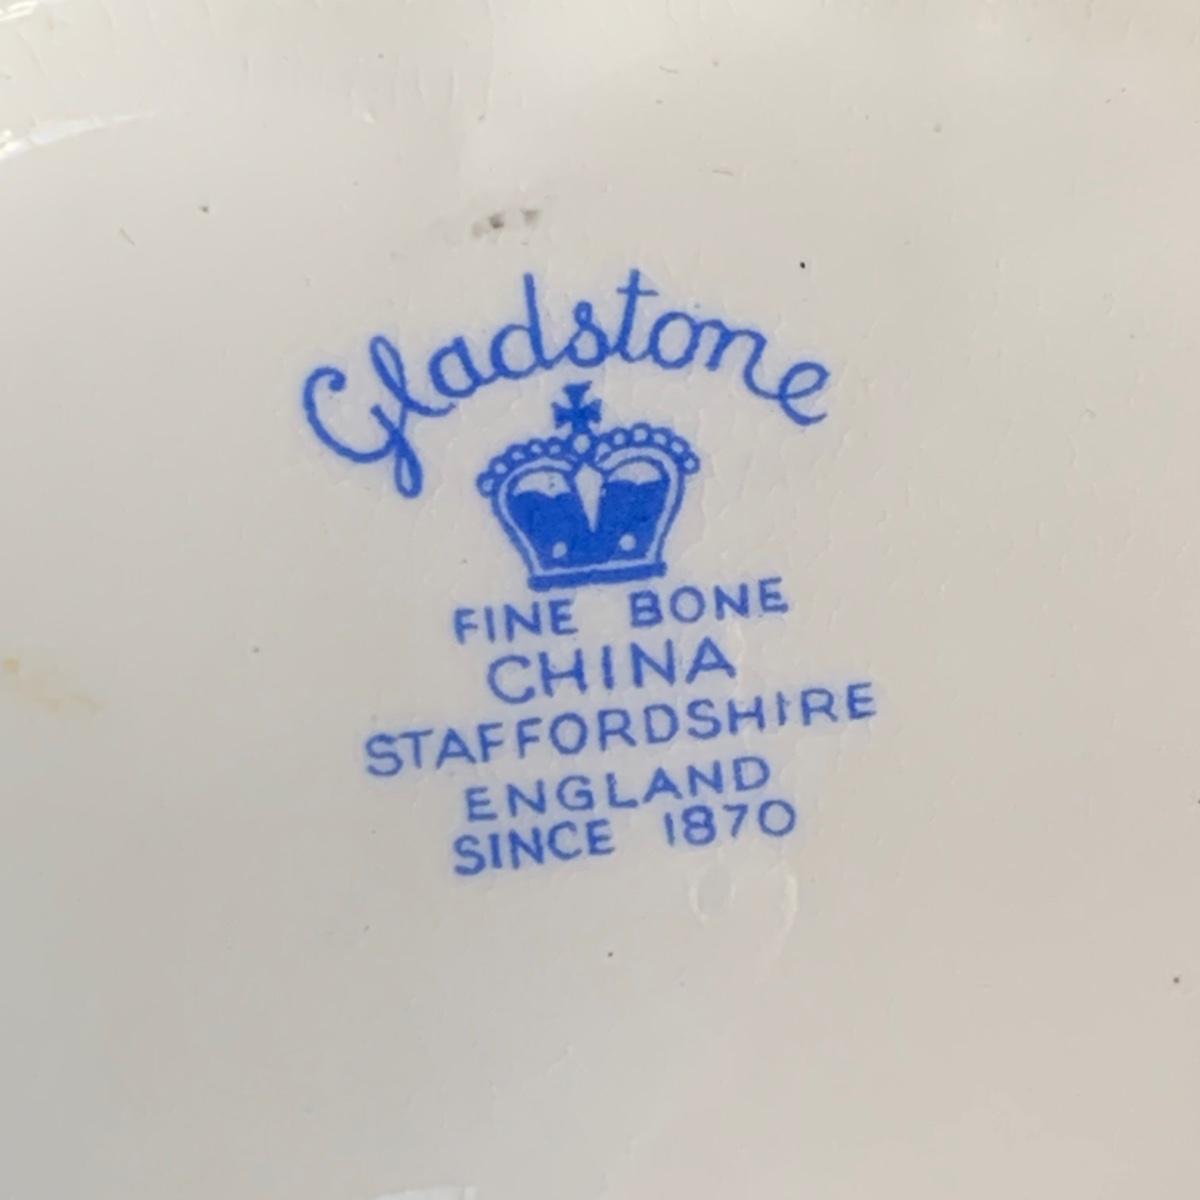 Gladstone
FINE BONE
CHINA
STAFFORDSHIRE
ENGLAND
SINCE 1870